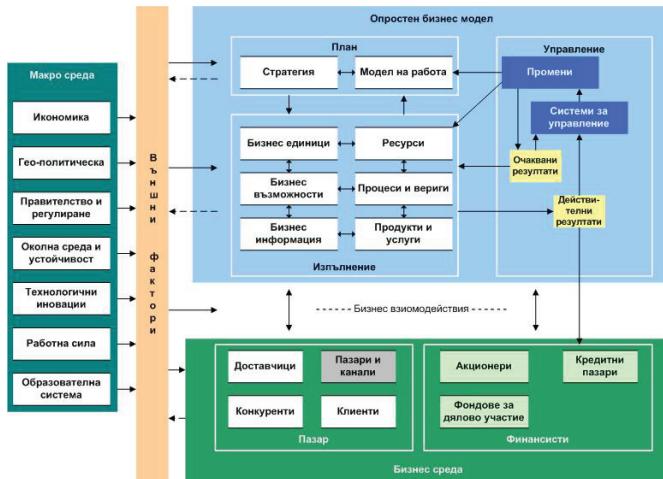 Макро среда
Икономика
Гео-политическа
Правителство и
регулиране
Околна среда и
устойчивост
Технологични
иновации
Работна сила
Образователна
система
Външни фактори
Опростен бизнес модел
План
Стратегия
Модел на работа
Бизнес единици
Ресурси
Бизнес
възможности
Процеси и вериги
Бизнес
информация
Продукти и
услуги
Изпълнение
Управление
Промени
Системи за
управление
Очаквани
резултати
Действи-
телни
резултати
Бизнес взиомодействия
Доставчици
Пазари и
канали
Конкуренти
Клиенти
Пазар
Акционери
Кредитни
пазари
Фондове за
дялово участие
Финансисти
Бизнес среда